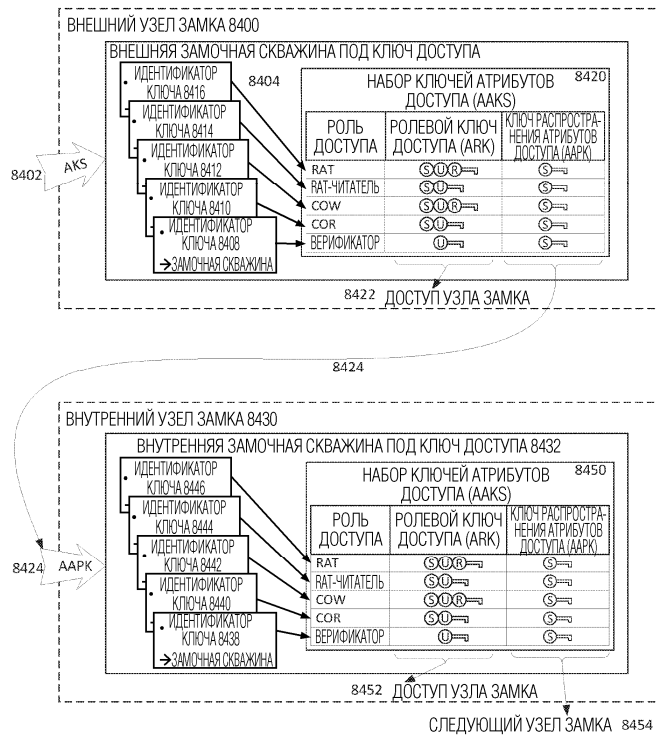 ВНЕШНИЙ УЗЕЛ ЗАМКА 8400
ВНЕШНЯЯ ЗАМОЧНАЯ СКВАЖИНА ПОД КЛЮЧ ДОСТУПА
ИДЕНТИФИКАТОР
КЛЮЧА 8416
8404
ИДЕНТИФИКАТОР
КЛЮЧА 8414
ИДЕНТИФИКАТОР
КЛЮЧА 8412
ИДЕНТИФИКАТОР
КЛЮЧА 8410
ИДЕНТИФИКАТОР
КЛЮЧА 8408
→ЗАМОЧНАЯ СКВАЖИНА
8402
AKS
НАБОР КЛЮЧЕЙ АТРИБУТОВ
ДОСТУПА (AAKS)
8420
РОЛЬ
ДОСТУПА
РОЛЕВОЙ КЛЮЧ
ДОСТУПА (ARK)
КЛЮЧ РАСПРОСТРА-
НЕНИЯ АТРИБУТОВ
ДОСТУПА (AAPK)
RAT
S U R
S
RAT-ЧИТАТЕЛЬ
S U
S
COW
S U R
S
COR
S U
S
ВЕРИФИКАТОР
U
S
8422 ДОСТУП УЗЛА ЗАМКА
8424
ВНУТРЕННИЙ УЗЕЛ ЗАМКА 8430
ВНУТРЕННЯЯ ЗАМОЧНАЯ СКВАЖИНА ПОД КЛЮЧ ДОСТУПА 8432
ИДЕНТИФИКАТОР
КЛЮЧА 8446
ИДЕНТИФИКАТОР
КЛЮЧА 8444
ИДЕНТИФИКАТОР
КЛЮЧА 8442
ИДЕНТИФИКАТОР
КЛЮЧА 8440
ИДЕНТИФИКАТОР
КЛЮЧА 8438
→ЗАМОЧНАЯ СКВАЖИНА
8424
AAPK
НАБОР КЛЮЧЕЙ АТРИБУТОВ
ДОСТУПА (AAKS)
8450
РОЛЬ
ДОСТУПА
РОЛЕВОЙ КЛЮЧ
ДОСТУПА (ARK)
КЛЮЧ РАСПРОСТРА-
НЕНИЯ АТРИБУТОВ
ДОСТУПА (AAPK)
RAT
S U R
S
RAT-ЧИТАТЕЛЬ
S U
S
COW
S U R
S
COR
S U
S
ВЕРИФИКАТОР
U
S
8452 ДОСТУП УЗЛА ЗАМКА
СЛЕДУЮЩИЙ УЗЕЛ ЗАМКА 8454